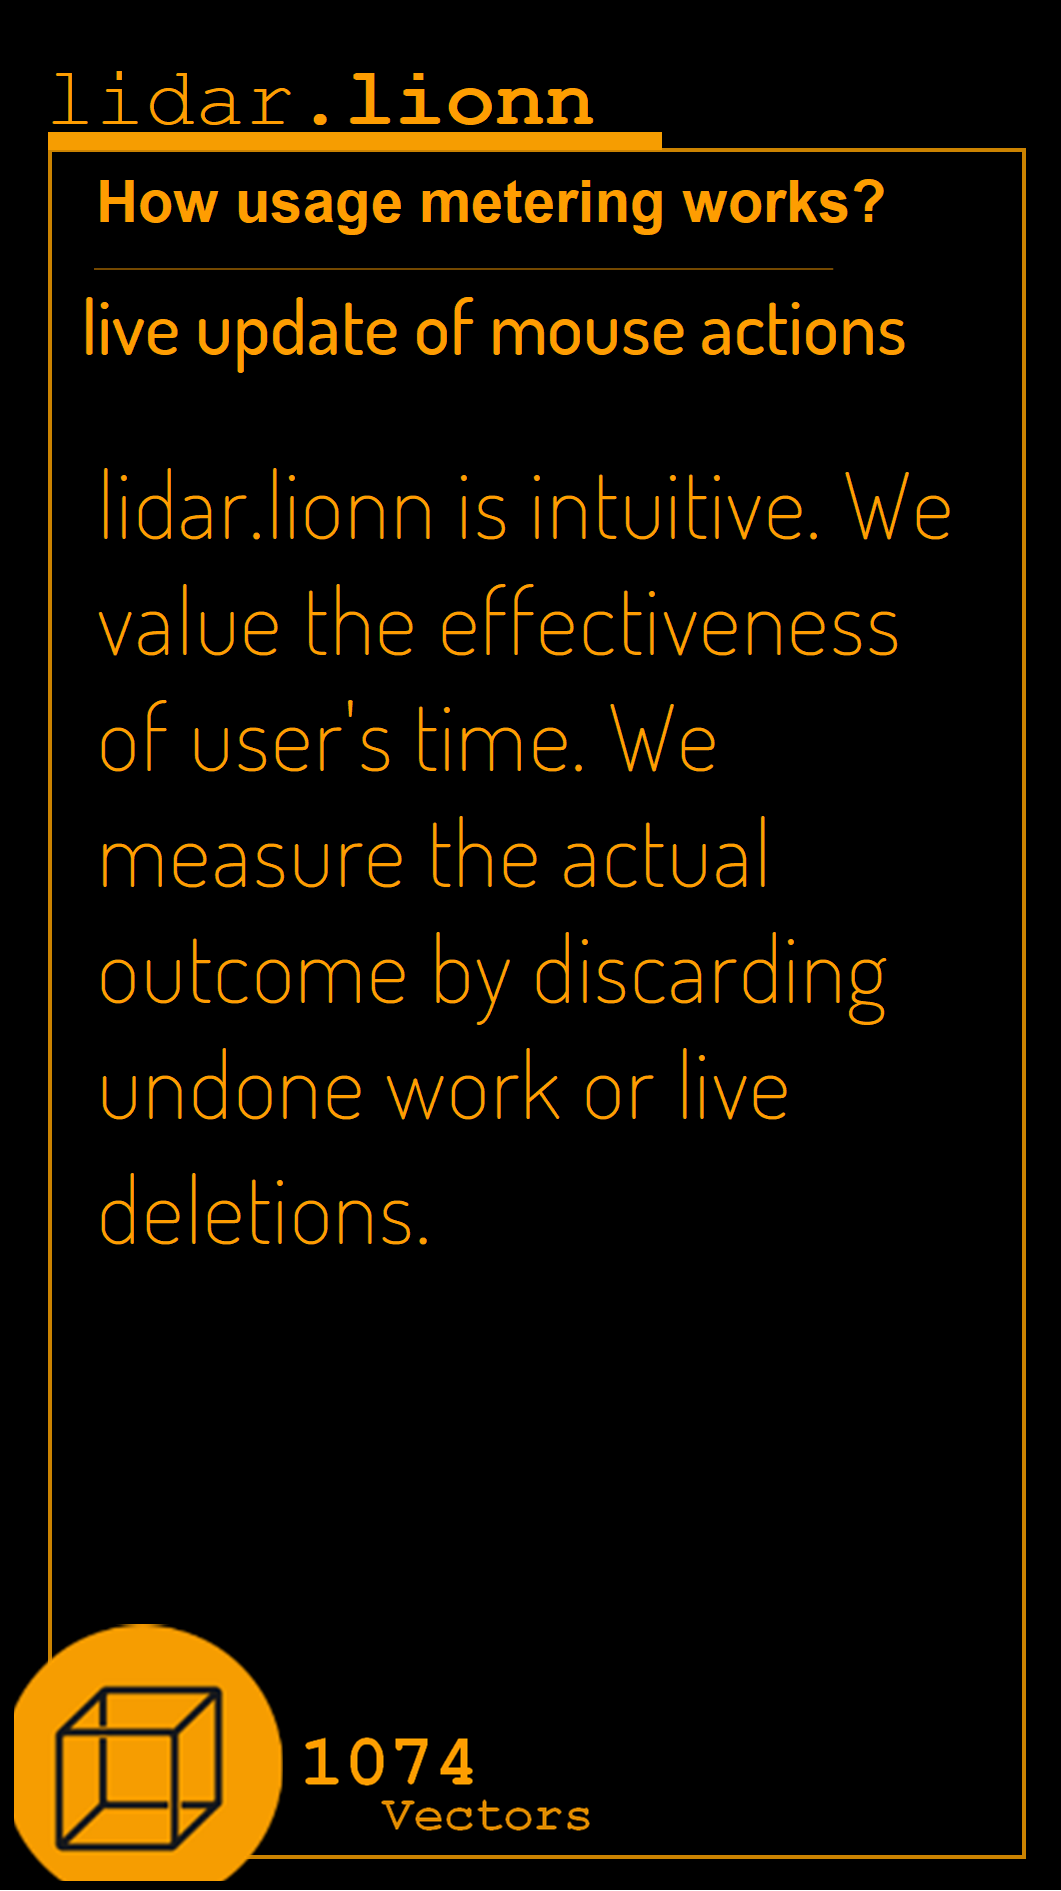 lidar.lionn
How usage metering works?
live update of mouse actions
lidar.lionn is intuitive. We
value the effectiveness
of user's time. We
measure the actual
outcome by discarding
undone work or live
deletions.
1074
Vectors